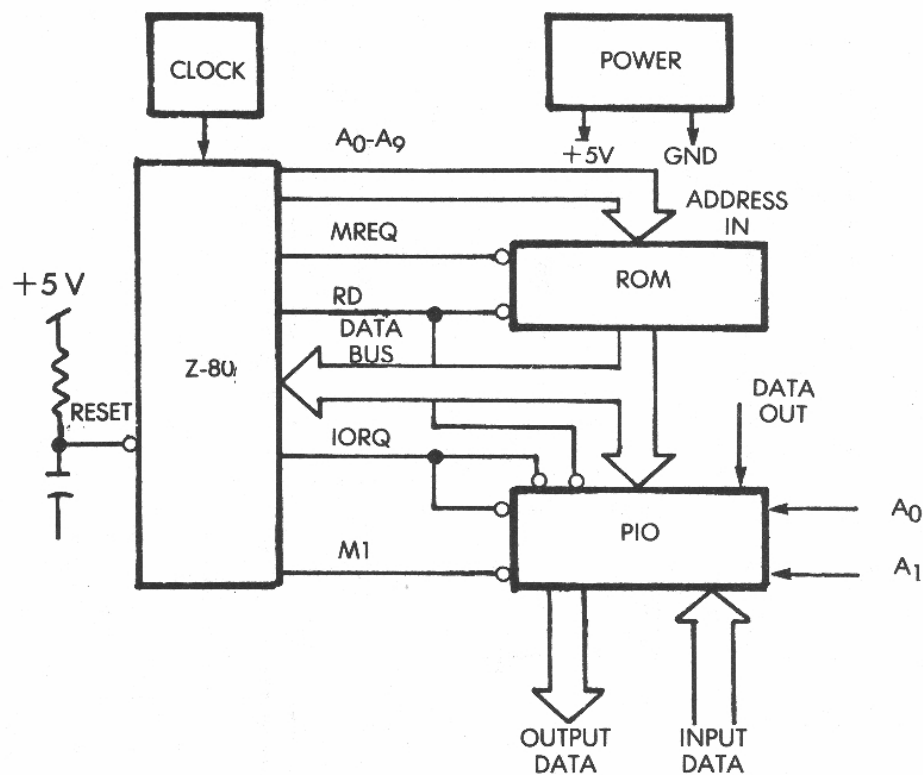 CLOCK
POWER
A0-A9
+5V
GND
ADDRESS
IN
MREQ
ROM
+5V
RD
DATA
BUS
Z-80
DATA
OUT
RESET
IORQ
A0
PIO
M1
A1
OUTPUT
DATA
INPUT
DATA